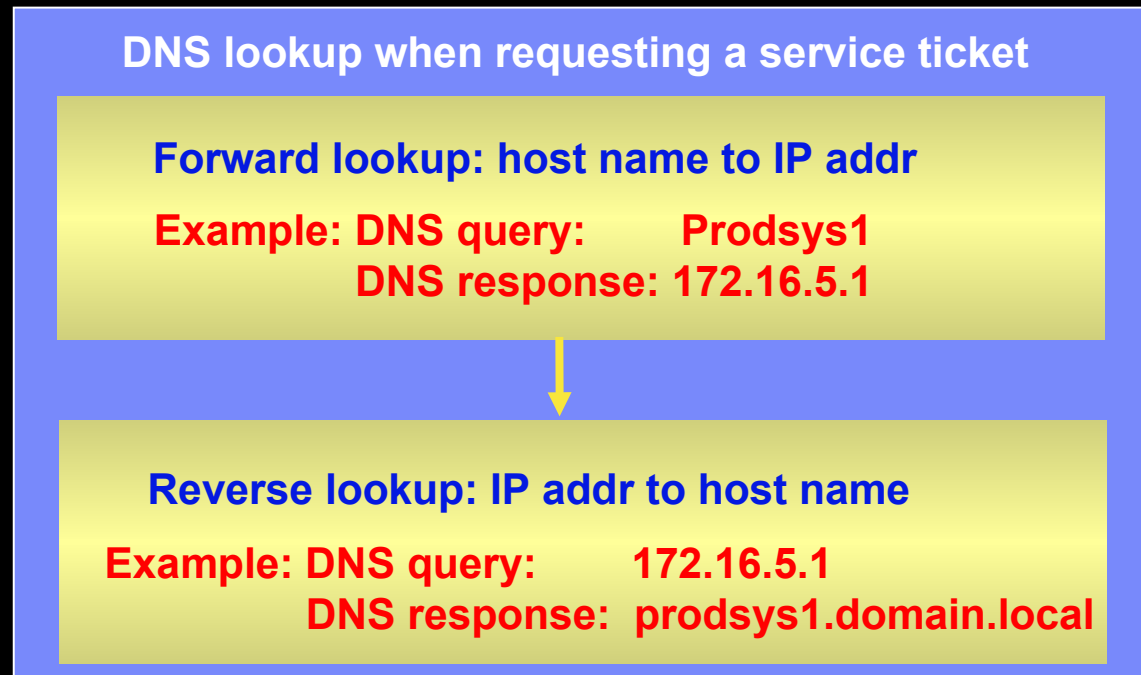 DNS lookup when requesting a service ticket
Forward lookup: host name to IP addr
Example: DNS query: Prodsys1
DNS response: 172.16.5.1
Reverse lookup: IP addr to host name
Example: DNS query: 172.16.5.1
DNS response: prodsys1.domain.local